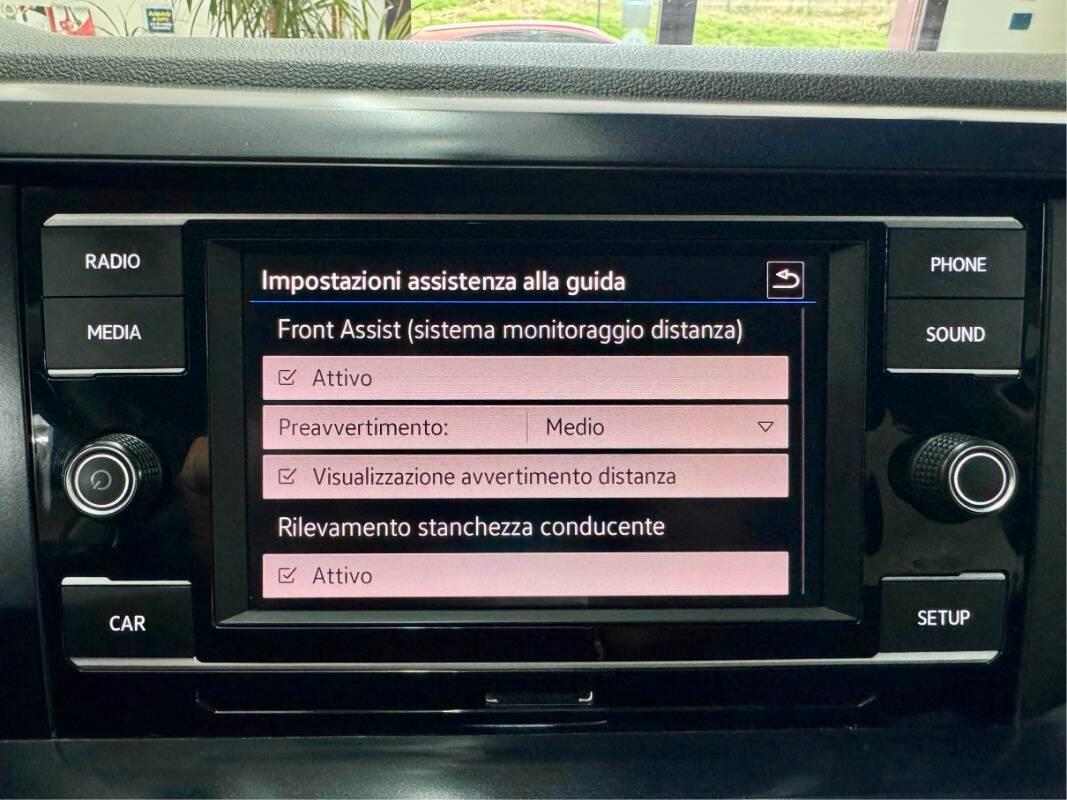 RADIO
MEDIA
CAR
Impostazioni assistenza alla guida
Front Assist (sistema monitoraggio distanza)
Attivo
Preavvertimento: Medio
Visualizzazione avvertimento distanza
Rilevamento stanchezza conducente
Attivo
PHONE
SOUND
SETUP